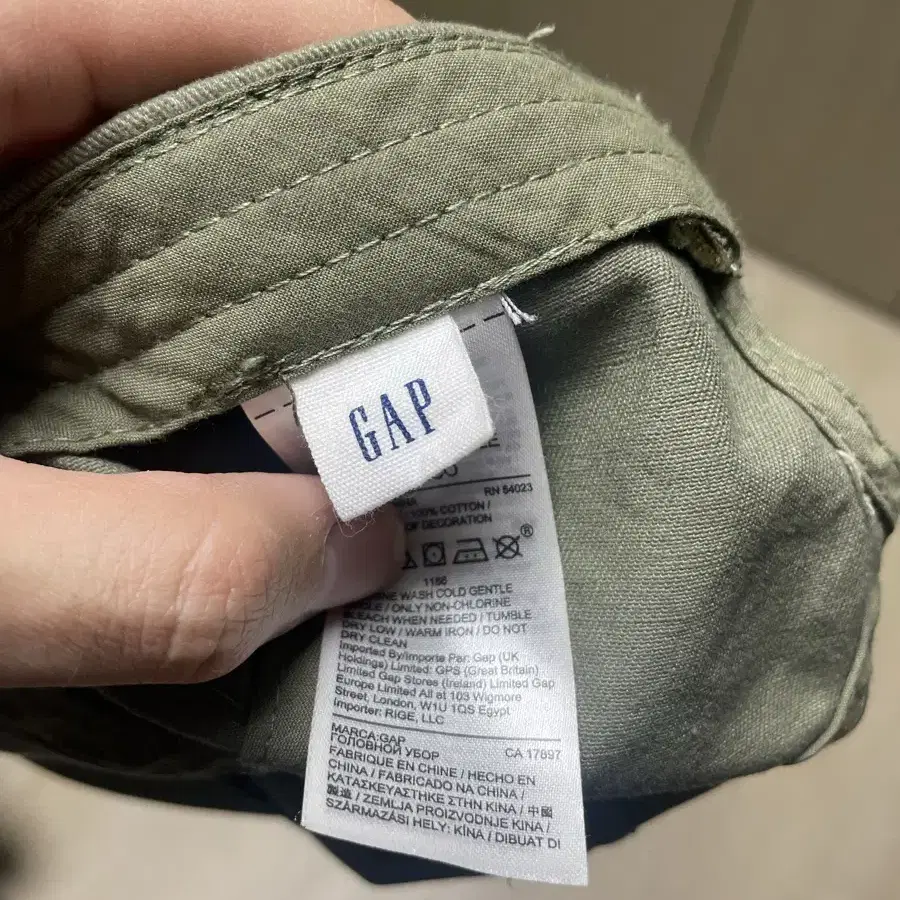 GAP
RN 54023
100% COTTON /
OF DECORATION
®
1156
WASH COLD GENTLE
/ ONLY NON-CHLORINE
BLEACH WHEN NEEDED / TUMBLE
DRY LOW / WARM IRON / DO NOT
DRY CLEAN
Imported By/Importe Par: Gap (UK
Holdings) Limited: GPS (Great Britain)
Limited Gap Stores (Ireland) Limited Gap
Europe Limited All at 103 Wigmore
Street, London, W1U 1QS Egypt
Importer: RIGE, LLC
MARCA:GAP CA 17897
ГОЛОВНОЙ УБОР
FABRIQUE EN CHINE / HECHO EN
CHINA / FABRICADO NA CHINA /
ΚΑΤΑΣΚΕΥΑΣΤΗΚΕ ΣΤΗΝ ΚΙΝΑ / 中國
製造 / ZEMLJA PROIZVODNJE KINA /
SZÁRMAZÁSI HELY: KÍNA / DIBUAT DI